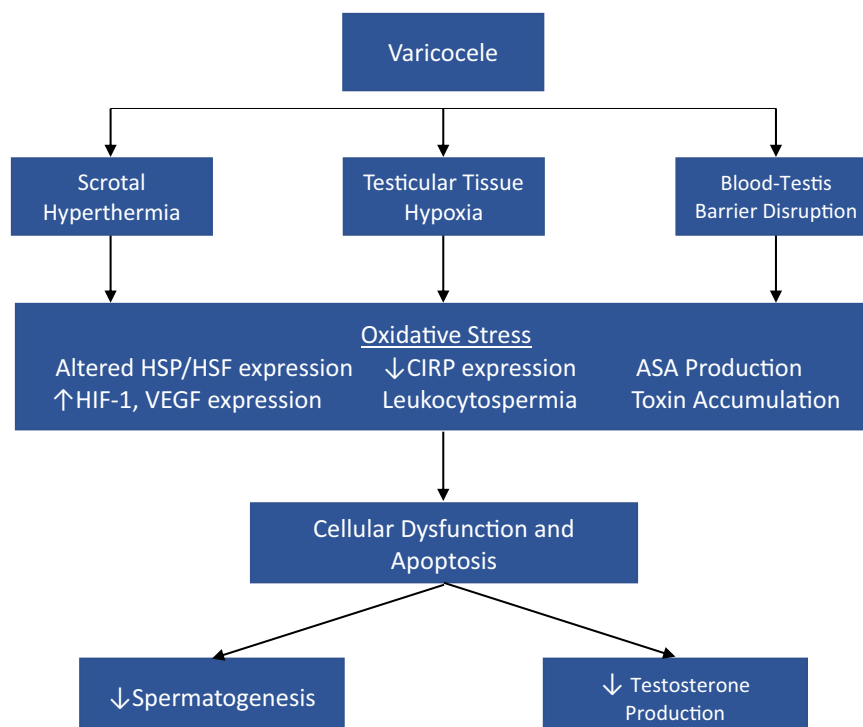 Varicocele
Scrotal
Hyperthermia
Testicular Tissue
Hypoxia
Blood-Testis
Barrier Disruption
Oxidative Stress
Altered HSP/HSF expression ↓CIRP expression ASA Production
↑HIF-1, VEGF expression Leukocytospermia Toxin Accumulation
Cellular Dysfunction and
Apoptosis
↓Spermatogenesis
↓ Testosterone
Production